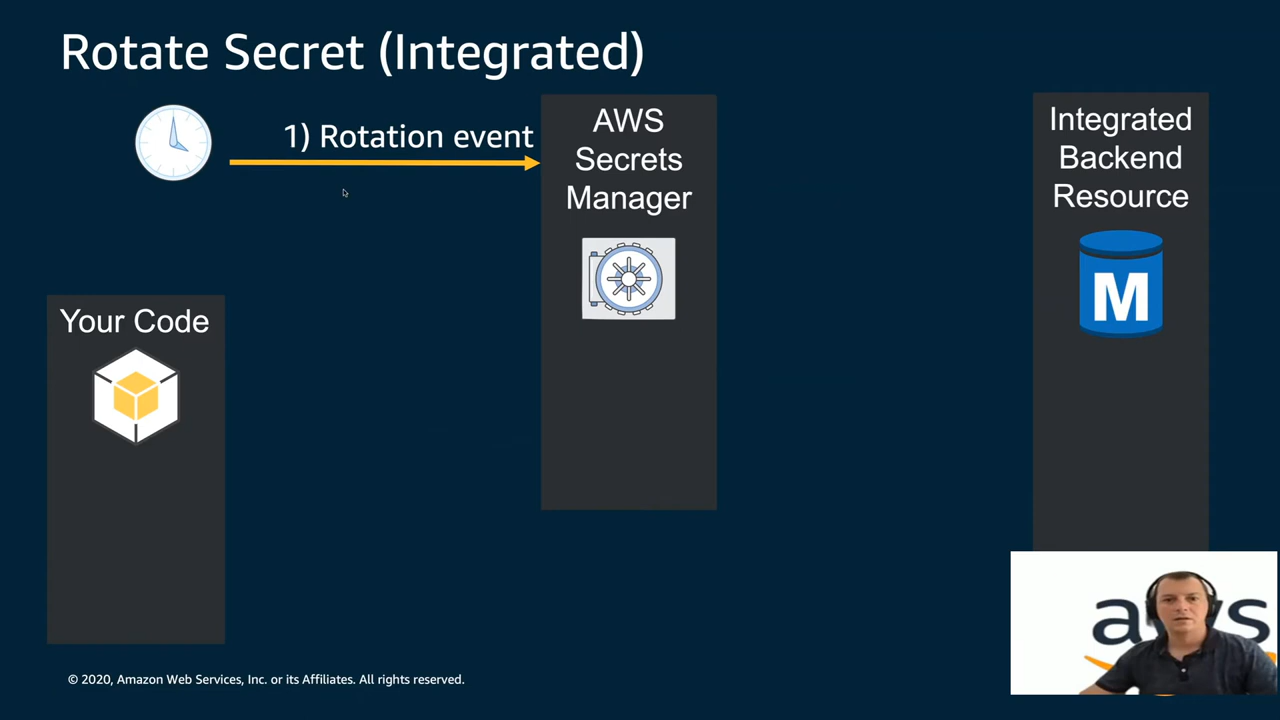 Rotate Secret (Integrated)
1) Rotation event
AWS
Secrets
Manager
Integrated
Backend
Resource
M
Your Code
aws
© 2020, Amazon Web Services, Inc. or its Affiliates. All rights reserved.